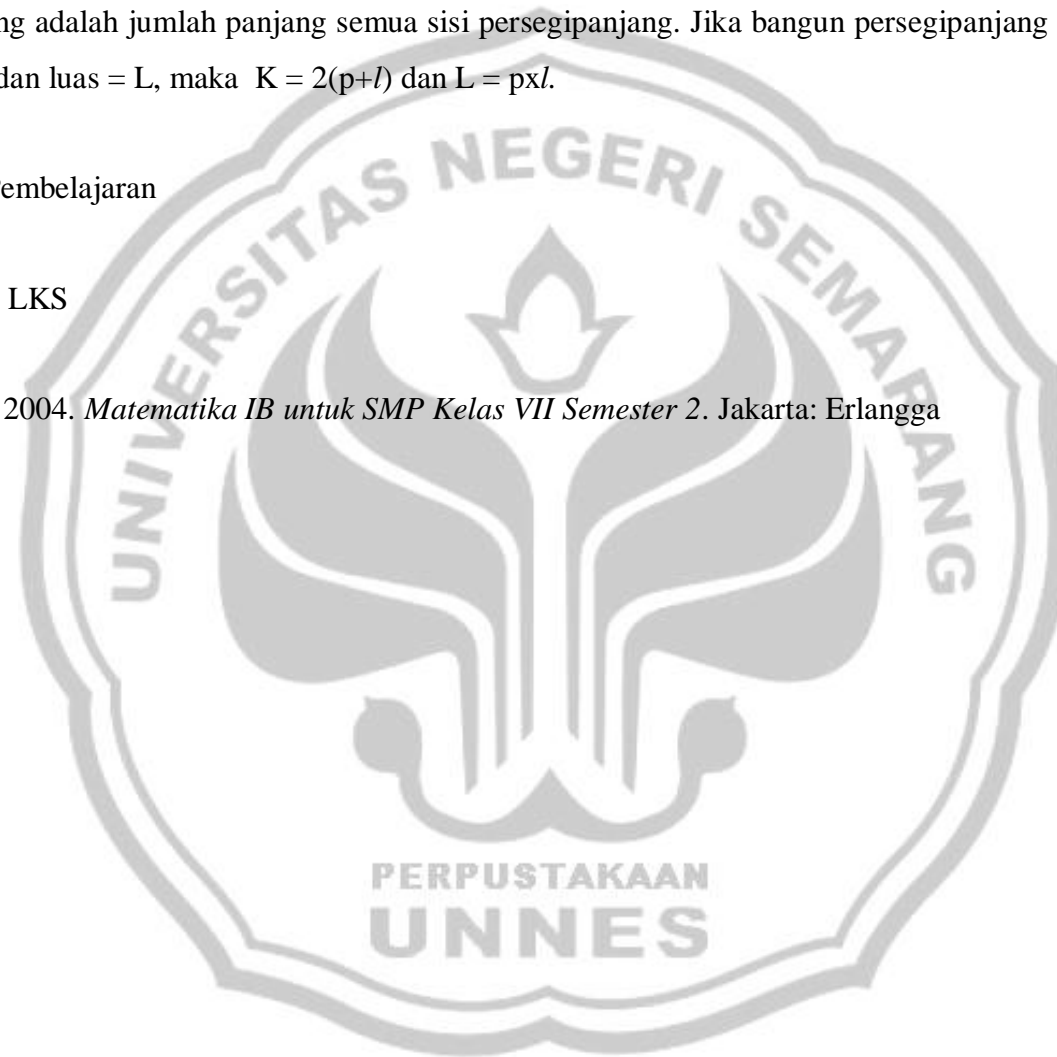 ng adalah jumlah panjang semua sisi persegipanjang. Jika bangun persegipanjang
dan luas = L, maka K = 2(p+l) dan L = pxl.
Pembelajaran
LKS
2004. Matematika IB untuk SMP Kelas VII Semester 2. Jakarta: Erlangga
UNIVERSITAS NEGERI SEMARANG
PERPUSTAKAAN
UNNES